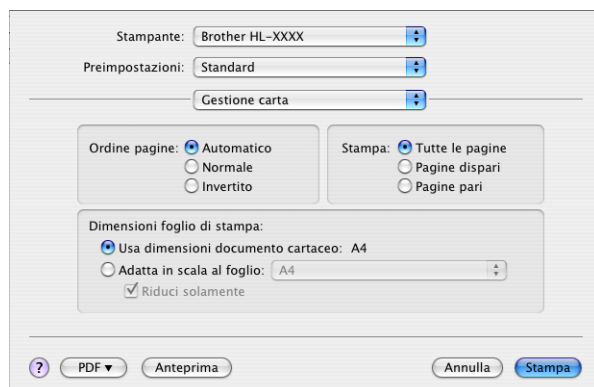 Stampante: Brother HL-XXXX
Preimpostazioni: Standard
Gestione carta
Ordine pagine: Automatico
Normale
Invertito
Stampa: Tutte le pagine
Pagine dispari
Pagine pari
Dimensioni foglio di stampa:
Usa dimensioni documento cartaceo: A4
Adatta in scala al foglio: A4
Riduci solamente
? PDF ▼ Anteprima Annulla Stampa